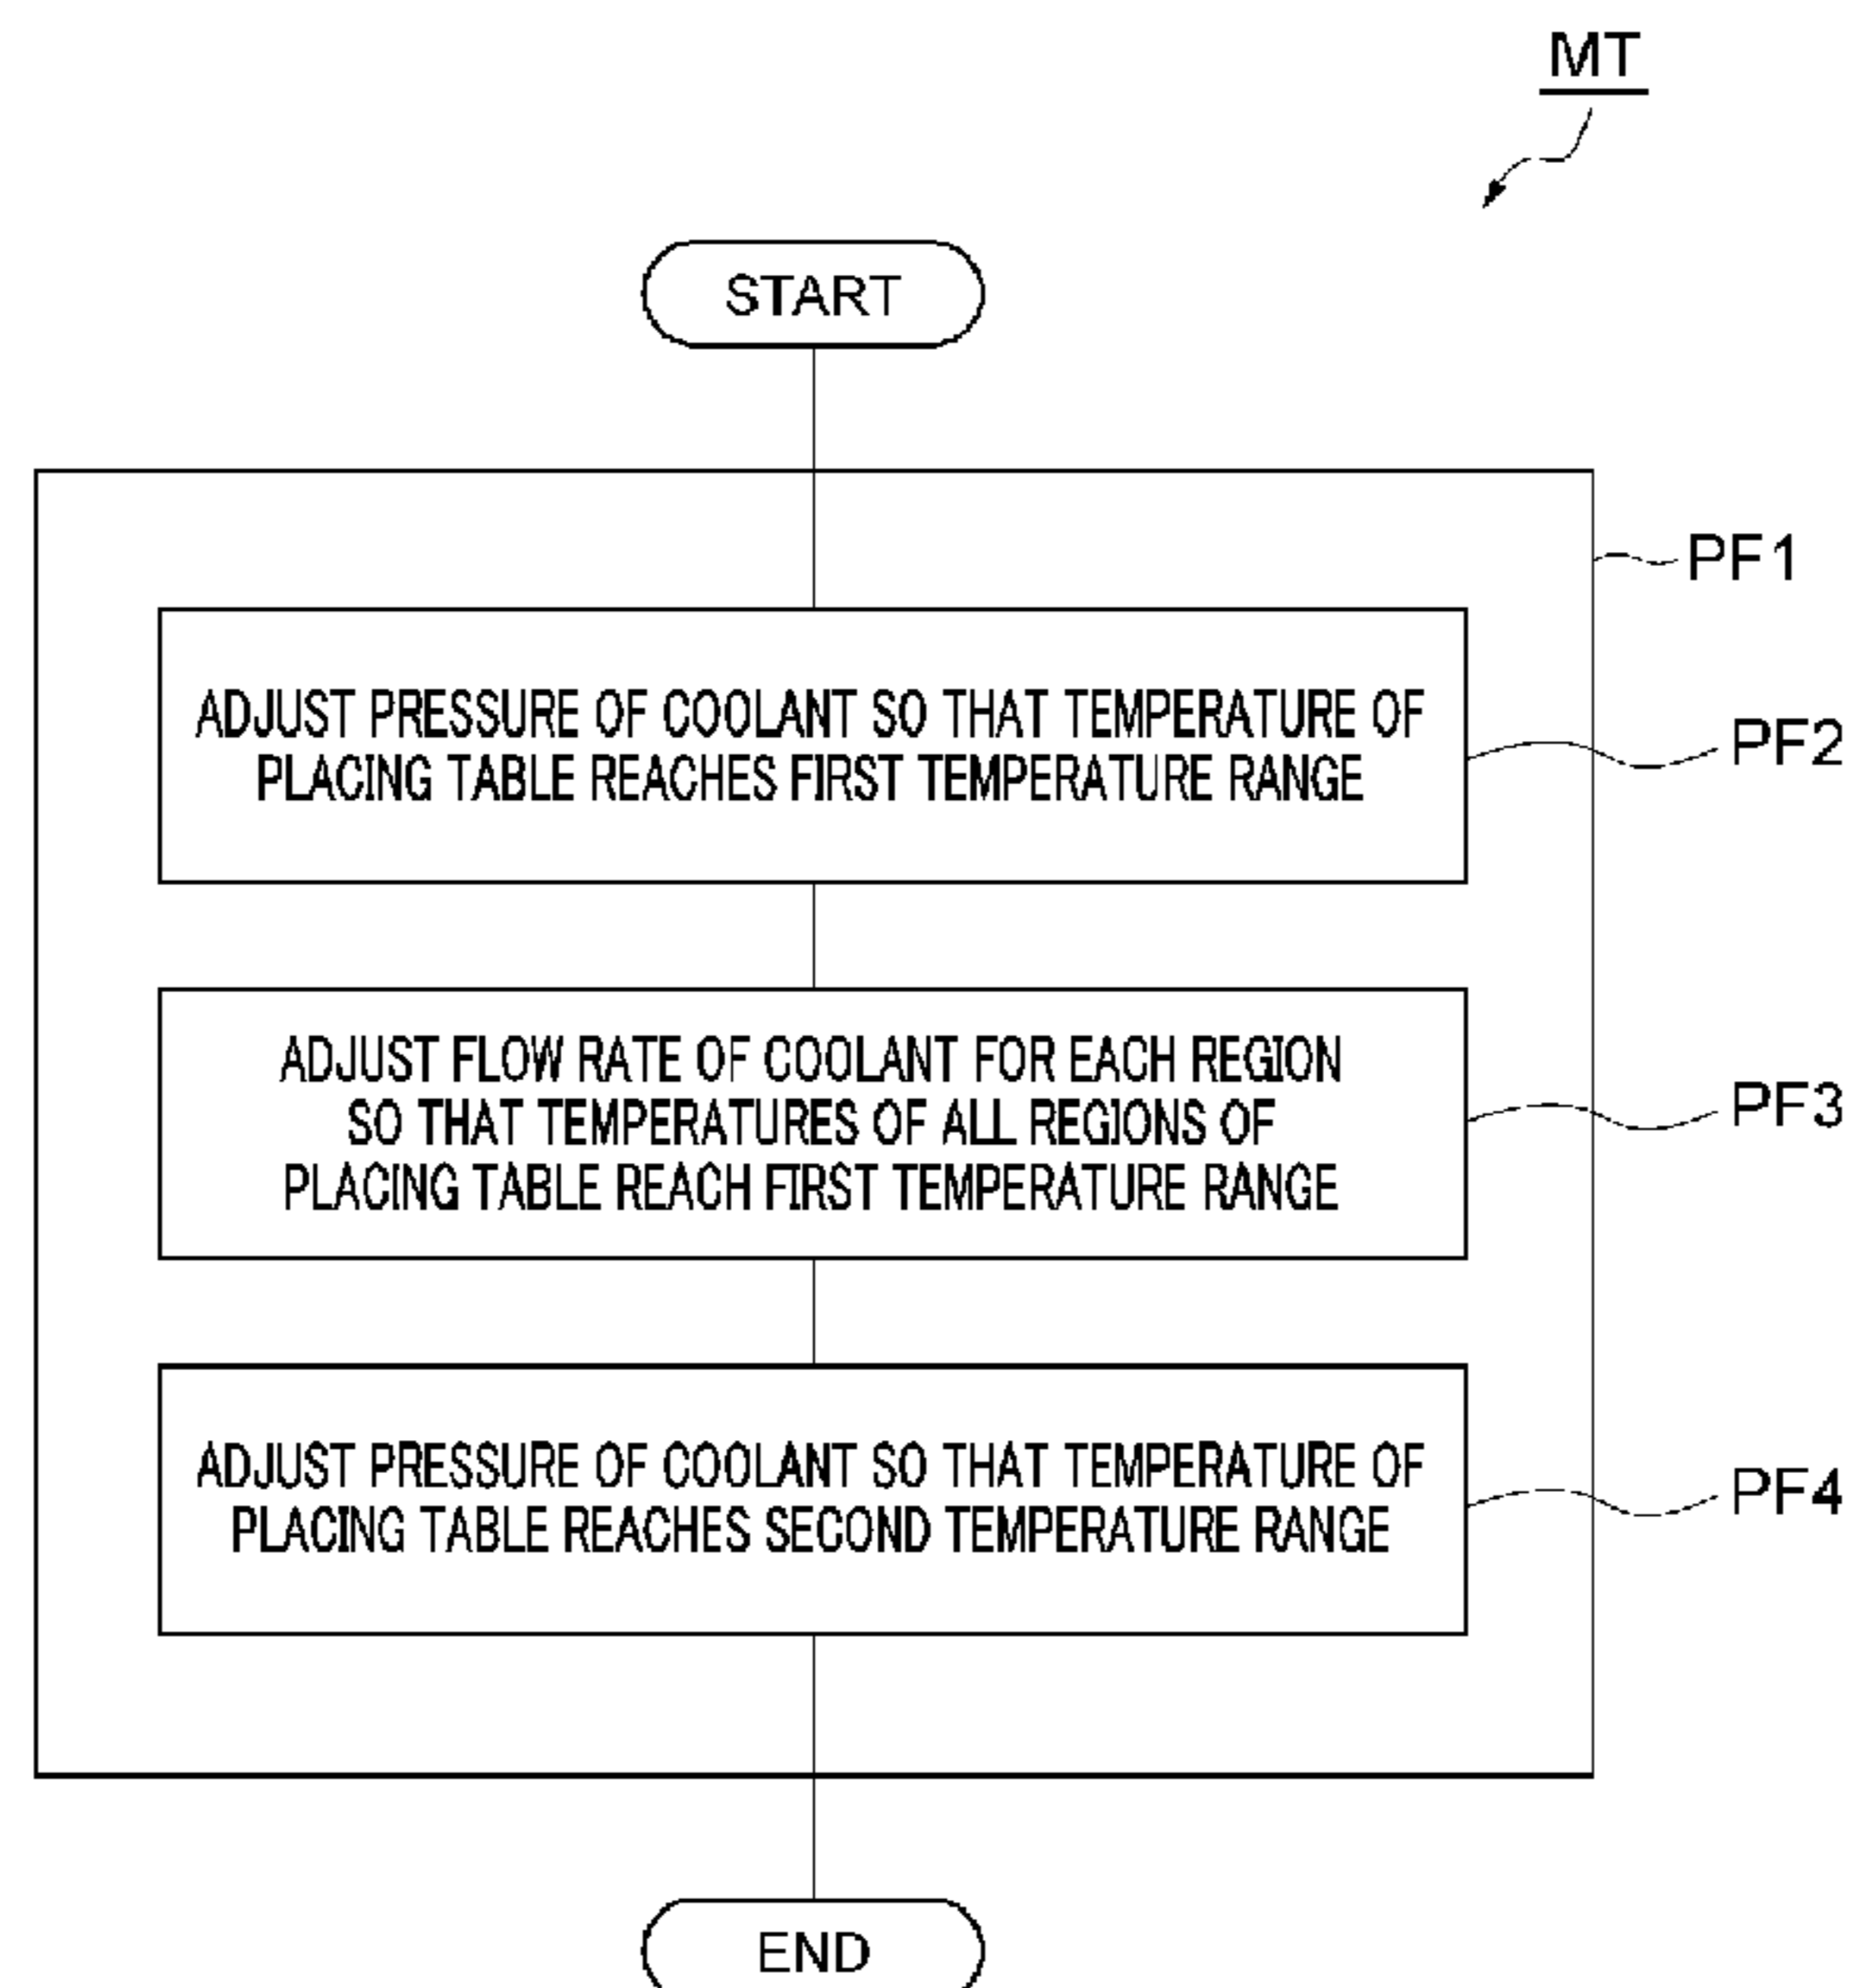 MT
START
PF1
ADJUST PRESSURE OF COOLANT SO THAT TEMPERATURE OF
PLACING TABLE REACHES FIRST TEMPERATURE RANGE
PF2
ADJUST FLOW RATE OF COOLANT FOR EACH REGION
SO THAT TEMPERATURES OF ALL REGIONS OF
PLACING TABLE REACH FIRST TEMPERATURE RANGE
PF3
ADJUST PRESSURE OF COOLANT SO THAT TEMPERATURE OF
PLACING TABLE REACHES SECOND TEMPERATURE RANGE
PF4
END